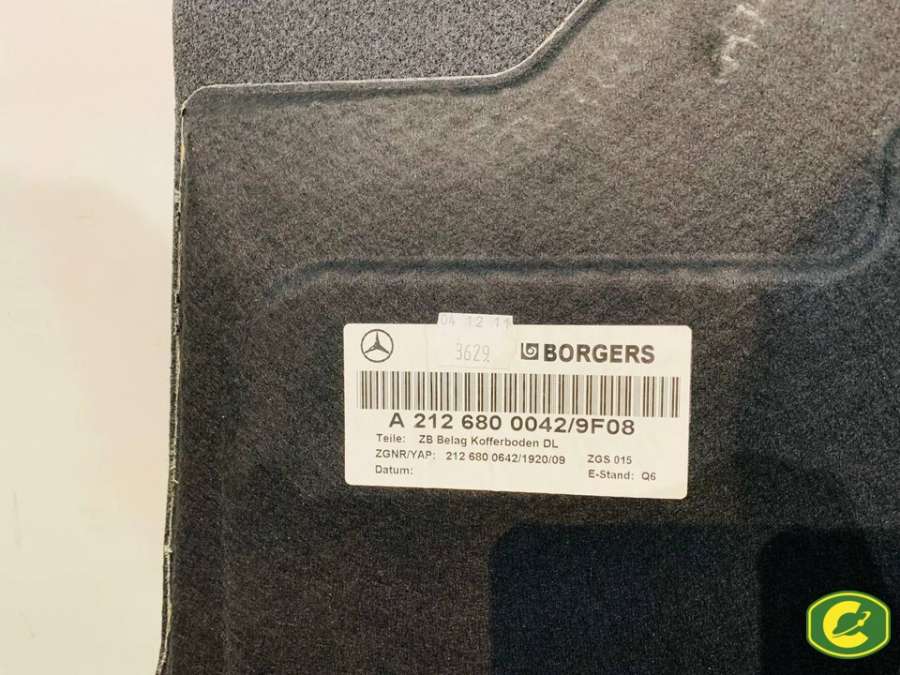 04 12 11
3629
BORGERS
A 212 680 0042/9F08
Teile: ZB Belag Kofferboden DL
ZGNR/YAP: 212 680 0642/1920/09 ZGS 015
Datum: E-Stand: Q6
C